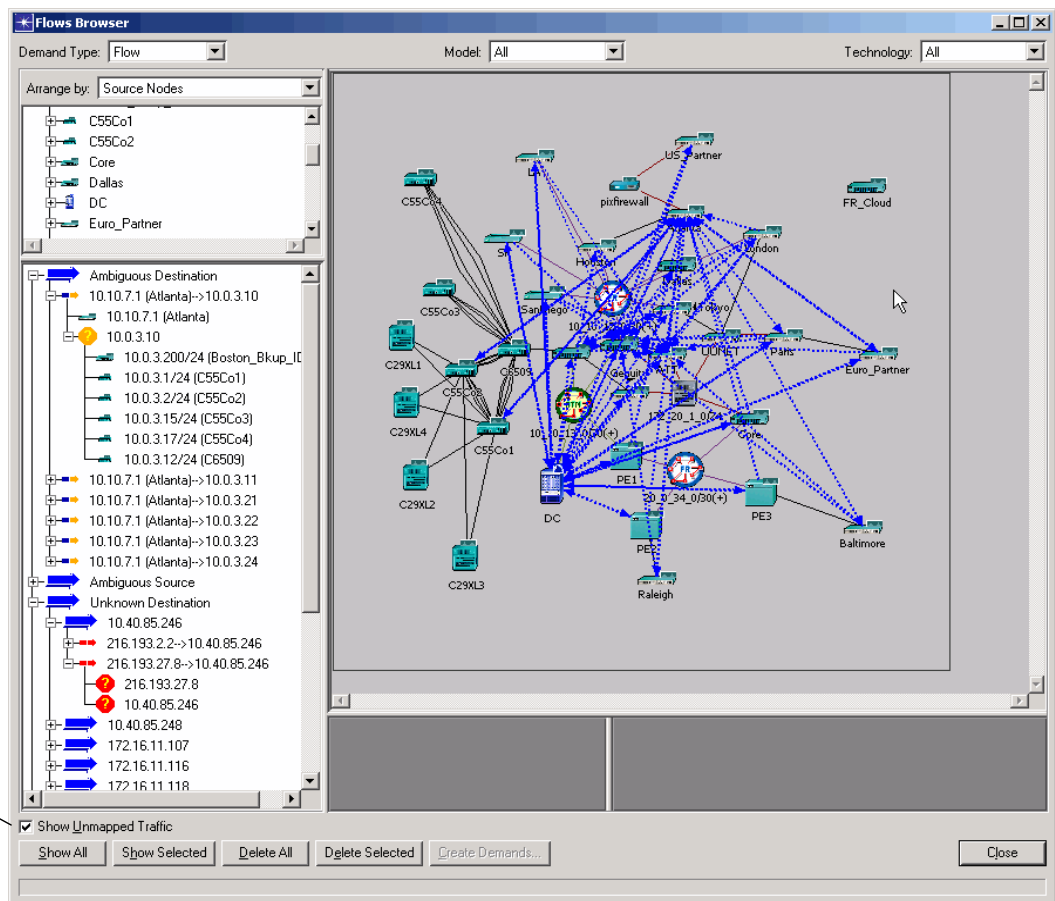 Flows Browser
Demand Type: Flow
Model: All
Technology: All
Arrange by: Source Nodes
C55Co1
C55Co2
Core
Dallas
DC
Euro_Partner
Ambiguous Destination
10.10.7.1 (Atlanta)-->10.0.3.10
10.10.7.1 (Atlanta)
10.0.3.10
10.0.3.200/24 (Boston_Bkup_ID
10.0.3.1/24 (C55Co1)
10.0.3.2/24 (C55Co2)
10.0.3.15/24 (C55Co3)
10.0.3.17/24 (C55Co4)
10.0.3.12/24 (C6509)
10.10.7.1 (Atlanta)-->10.0.3.11
10.10.7.1 (Atlanta)-->10.0.3.21
10.10.7.1 (Atlanta)-->10.0.3.22
10.10.7.1 (Atlanta)-->10.0.3.23
10.10.7.1 (Atlanta)-->10.0.3.24
Ambiguous Source
Unknown Destination
10.40.85.246
216.193.2.2-->10.40.85.246
216.193.27.8-->10.40.85.246
216.193.27.8
10.40.85.246
10.40.85.248
172.16.11.107
172.16.11.116
172.16.11.118
US_Partner
LA
pixfirewall
FR_Cloud
C55Co4
London
Houston
C55Co3
C29XL1
C6509
UUNET
Paris
Euro_Partner
C55Co2
C29XL4
172_20_1_0/24
Core
C55Co1
FR
PE1
20_0_34_0/30(+)
C29XL2
DC
PE3
PE2
Baltimore
C29XL3
Raleigh
Show Unmapped Traffic
Show All
Show Selected
Delete All
Delete Selected
Create Demands...
Close